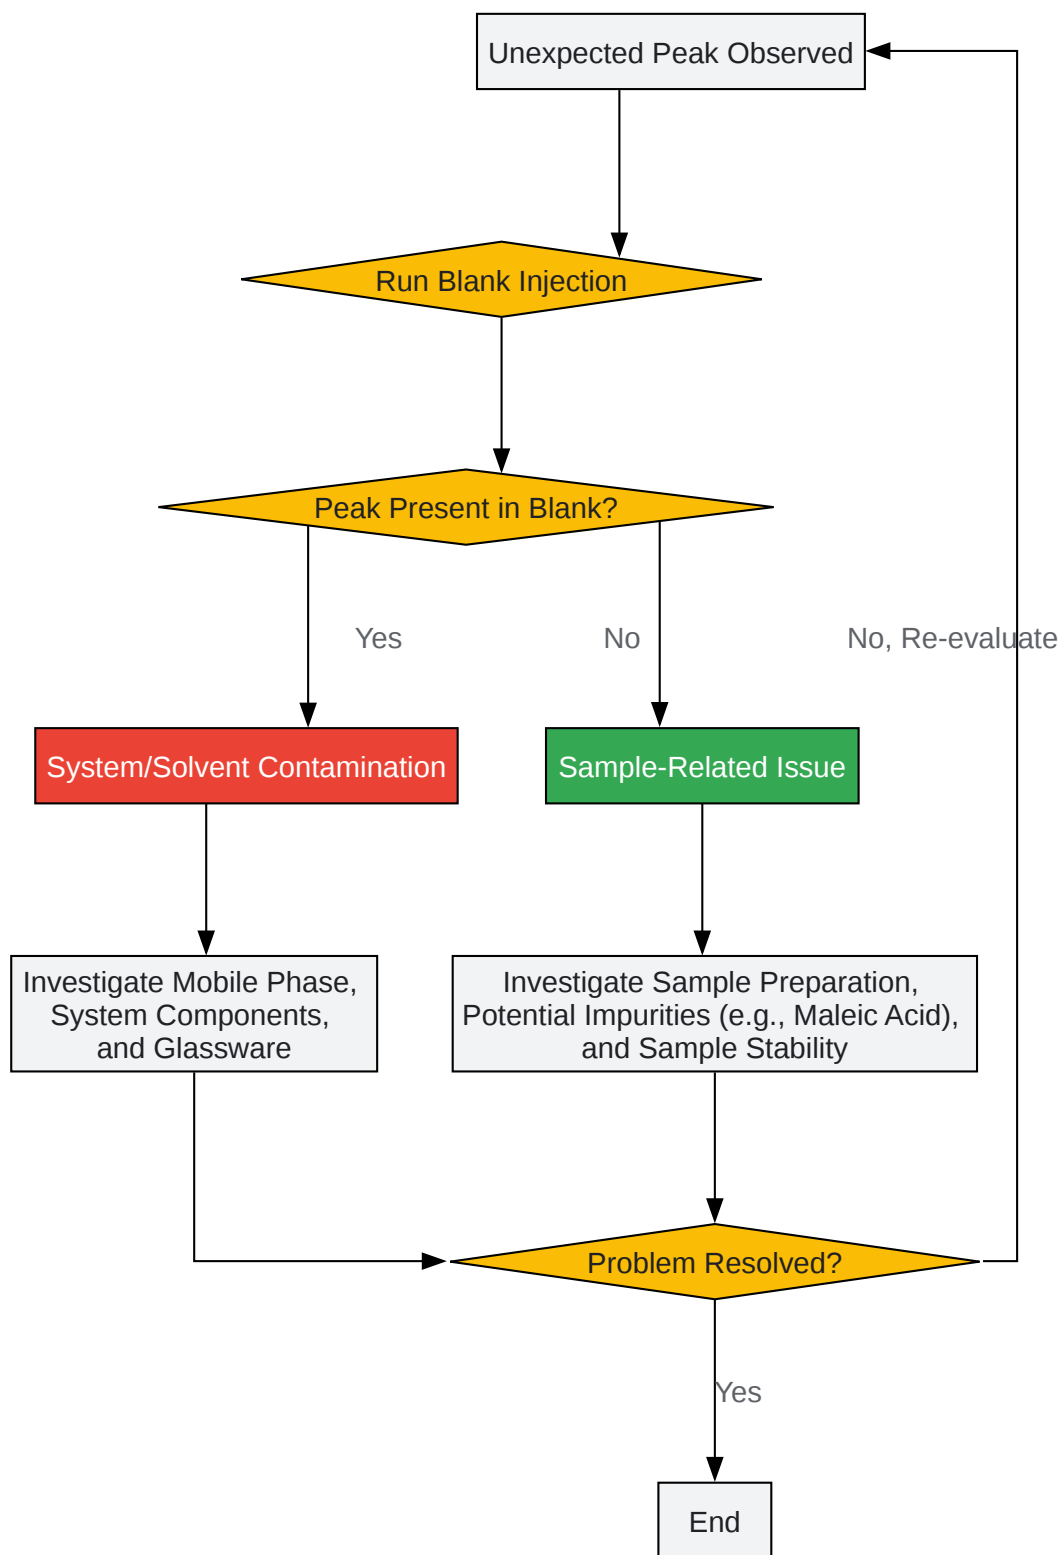 Unexpected Peak Observed
Run Blank Injection
Peak Present in Blank?
Yes
No
No, Re-evaluate
System/Solvent Contamination
Sample-Related Issue
Investigate Mobile Phase,
System Components,
and Glassware
Investigate Sample Preparation,
Potential Impurities (e.g., Maleic Acid),
and Sample Stability
Problem Resolved?
Yes
End